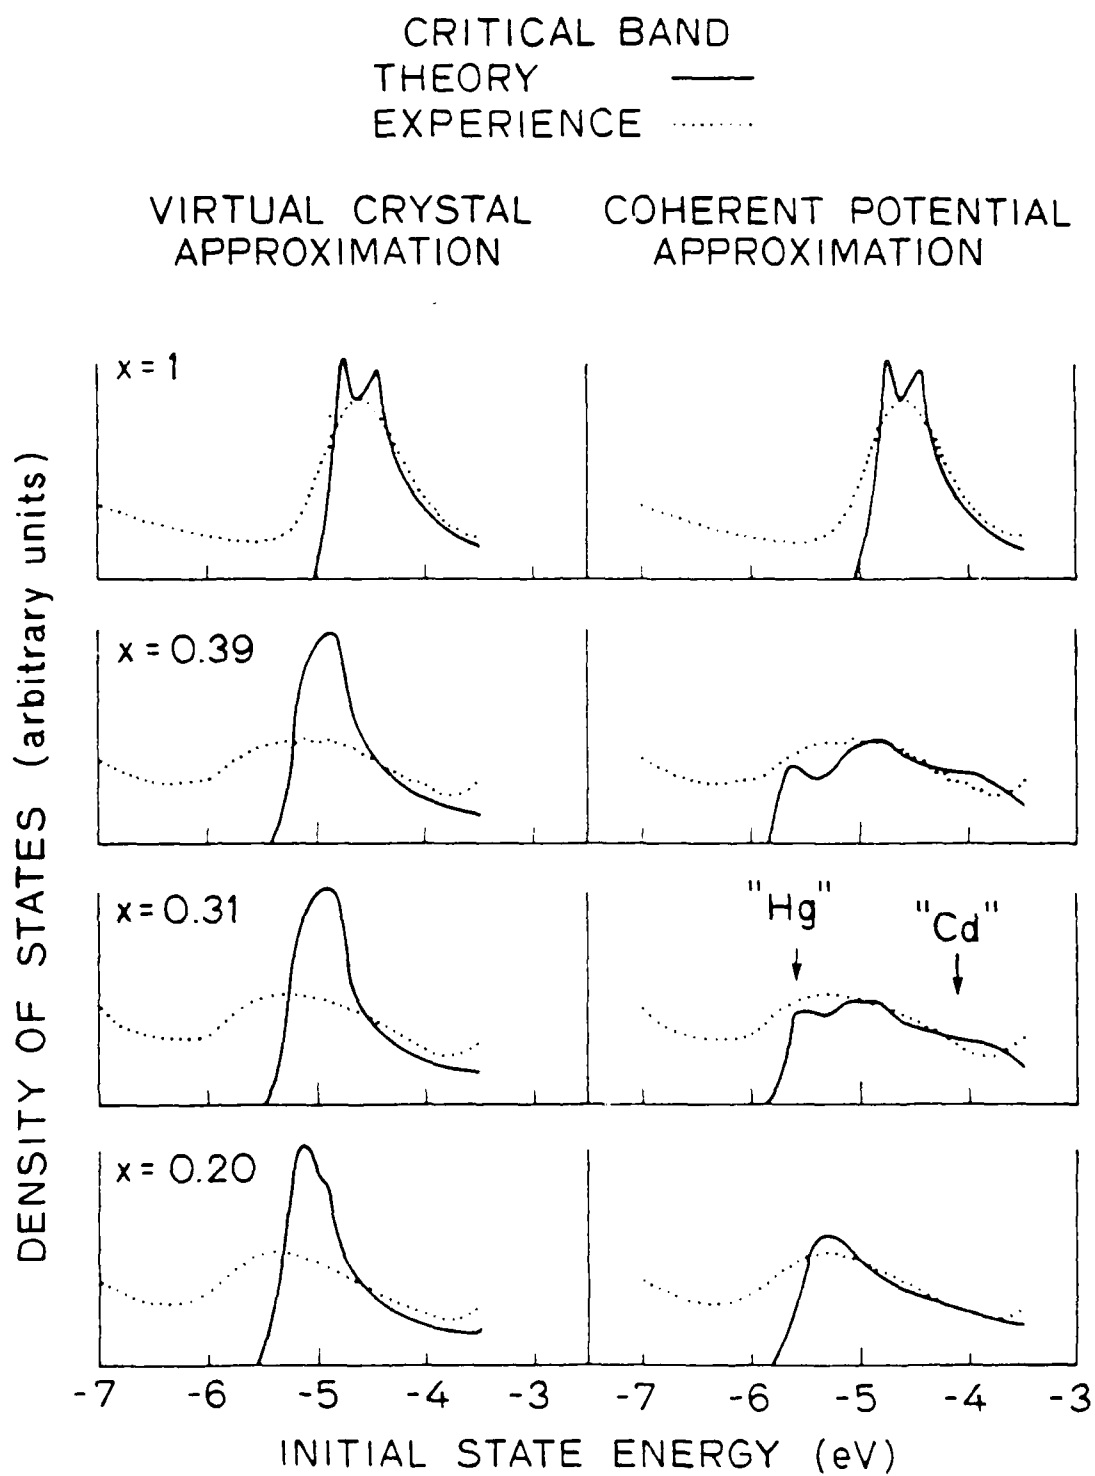 CRITICAL BAND
THEORY
EXPERIENCE
VIRTUAL CRYSTAL
APPROXIMATION
COHERENT POTENTIAL
APPROXIMATION
DENSITY OF STATES (arbitrary units)
x = 1
x = 0.39
x = 0.31
"Hg"
"Cd"
x = 0.20
-7 -6 -5 -4 -3 -7 -6 -5 -4 -3
INITIAL STATE ENERGY (eV)